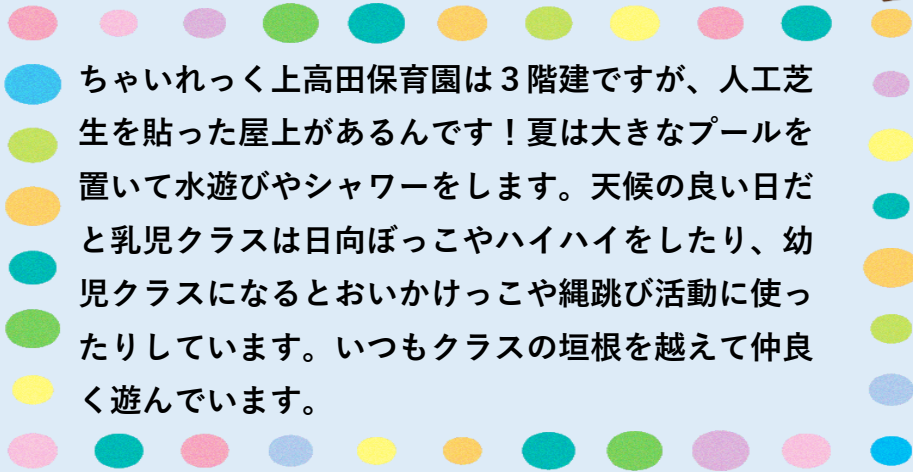 ちゃいれっく上高田保育園は３階建ですが、人工芝
生を貼った屋上があるんです！夏は大きなプールを
置いて水遊びやシャワーをします。天候の良い日だ
と乳児クラスは日向ぼっこやハイハイをしたり、幼
児クラスになるとおいかけっこや縄跳び活動に使っ
たりしています。いつもクラスの垣根を越えて仲良
く遊んでいます。